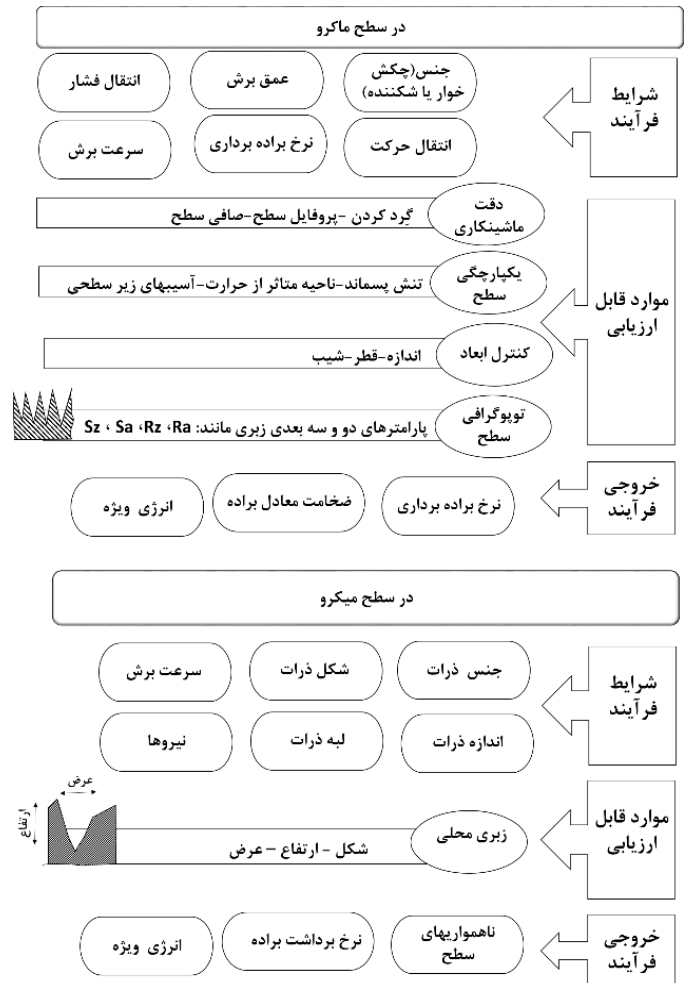 در سطح ماکرو
شرایط
فرآیند
جنس(چکش
خوار یا شکننده)
عمق برش
انتقال فشار
انتقال حرکت
نرخ براده برداری
سرعت برش
موارد قابل
ارزیابی
دقت
ماشینکاری
گِرد کردن -پروفایل سطح-صافی سطح
یکپارچگی
سطح
تنش پسماند-ناحیه متاثر از حرارت-آسیبهای زیر سطحی
کنترل ابعاد
اندازه-قطر-شیب
توپوگرافی
سطح
پارامترهای دو و سه بعدی زبری مانند: Ra، Rz، Sa ، Sz
خروجی
فرآیند
نرخ براده برداری
ضخامت معادل براده
انرژی ویژه
در سطح میکرو
شرایط
فرآیند
جنس ذرات
شکل ذرات
سرعت برش
اندازه ذرات
لبه ذرات
نیروها
موارد قابل
ارزیابی
زبری محلی
شکل - ارتفاع – عرض
عرض
ارتفاع
خروجی
فرآیند
ناهمواریهای
سطح
نرخ برداشت براده
انرژی ویژه